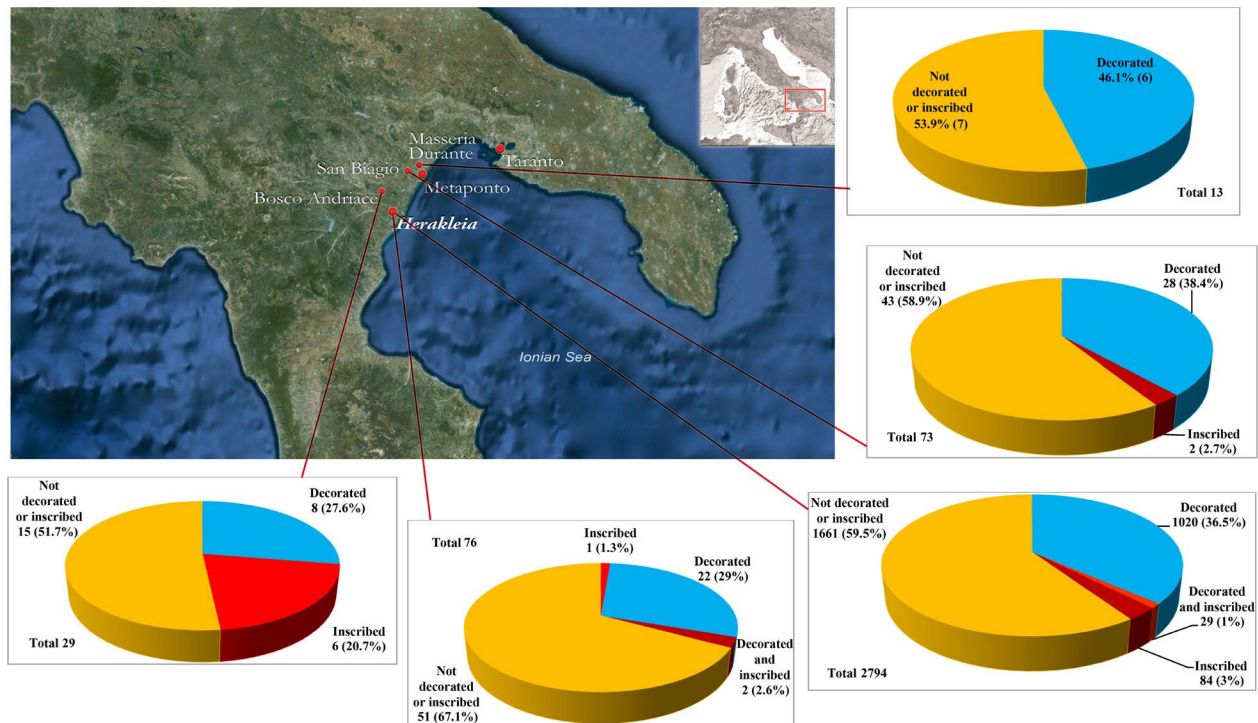 Masseria
Durante
Taranto
San Biagio
Metaponto
Bosco Andriace
Herakleia
Ionian Sea
Decorated
46.1% (6)
Not
decorated
or inscribed
53.9% (7)
Total 13
Not
decorated
or inscribed
43 (58.9%)
Decorated
28 (38.4%)
Total 73
Inscribed
2 (2.7%)
Not
decorated
or inscribed
15 (51.7%)
Decorated
8 (27.6%)
Total 29
Inscribed
6 (20.7%)
Total 76
Inscribed
1 (1.3%)
Decorated
22 (29%)
Decorated
and
inscribed
2 (2.6%)
Not
decorated
or inscribed
51 (67.1%)
Not decorated
or inscribed
1661 (59.5%)
Decorated
1020 (36.5%)
Decorated
and inscribed
29 (1%)
Total 2794
Inscribed
84 (3%)